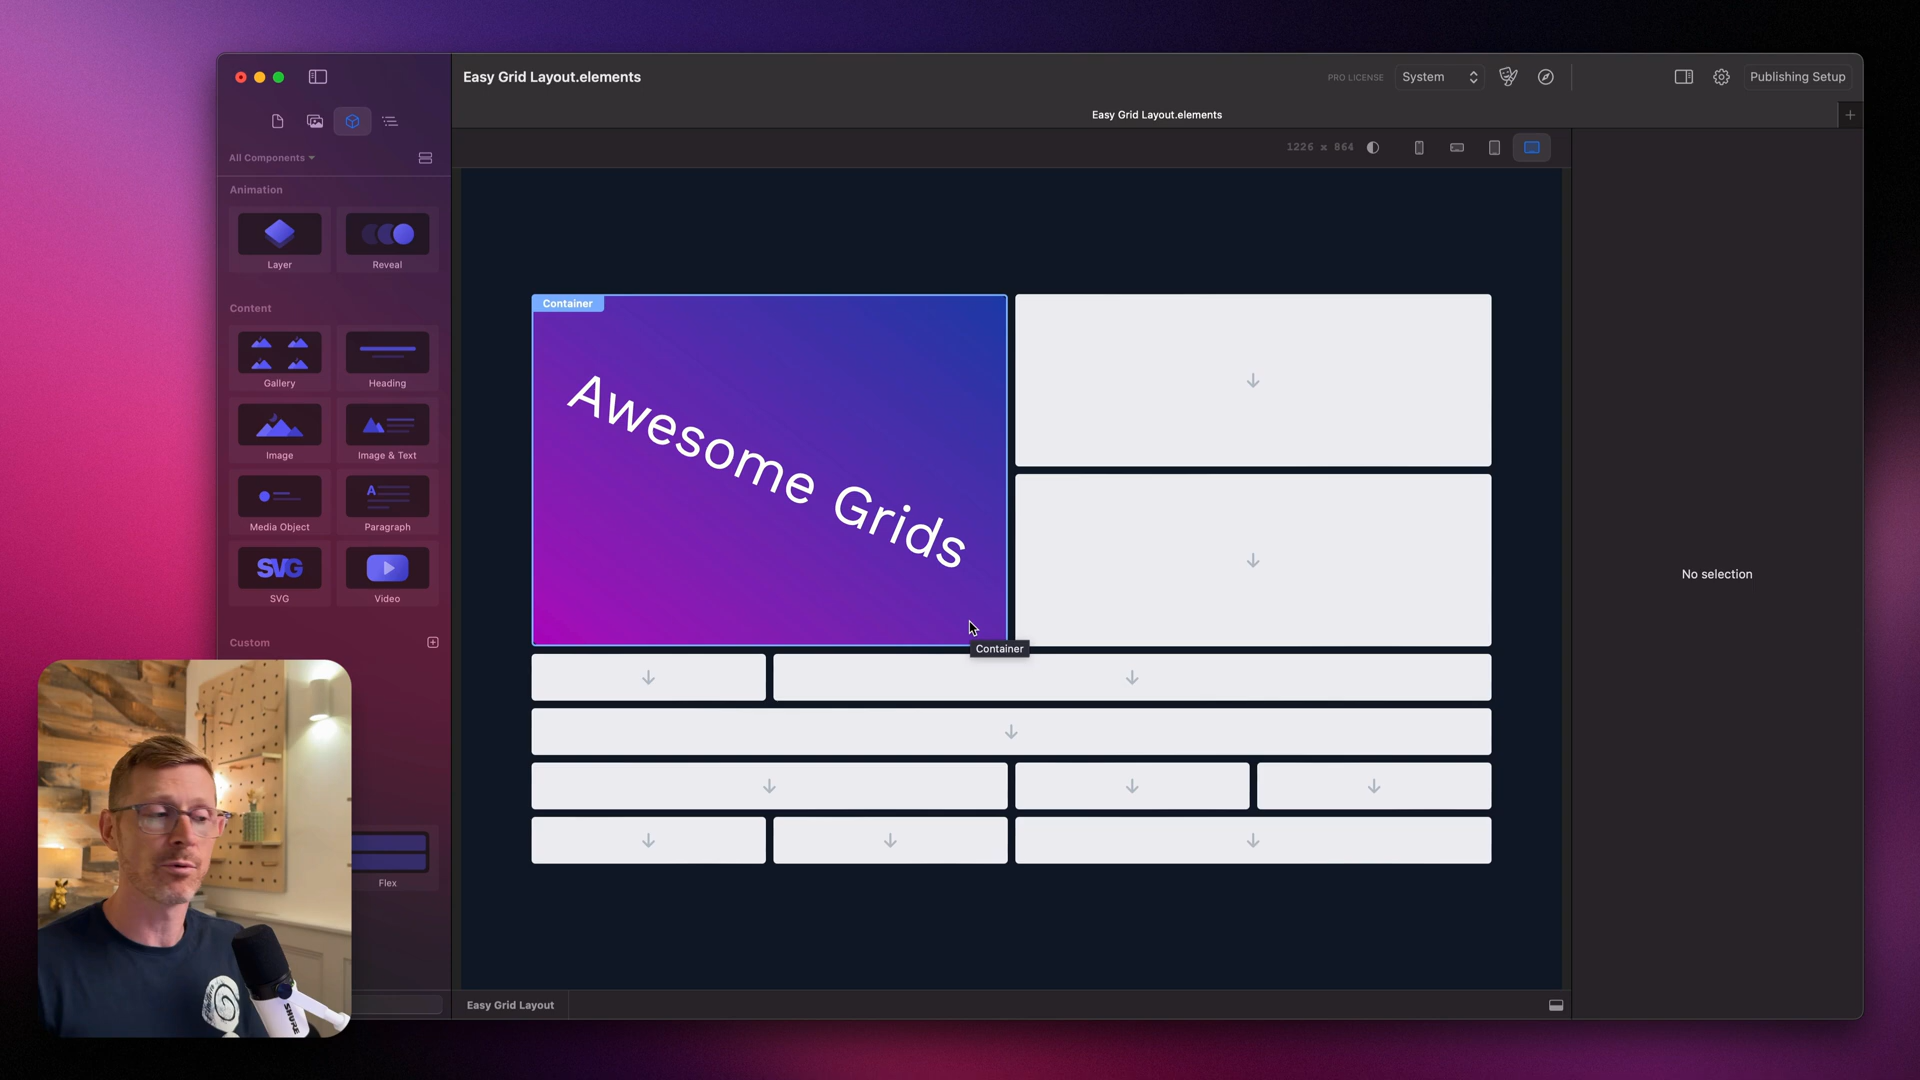 Easy Grid Layout.elements
PRO LICENSE
System
Publishing Setup
Easy Grid Layout.elements
1226 x 864
All Components
Animation
Layer
Reveal
Content
Gallery
Heading
Image
Image & Text
Media Object
Paragraph
A
SVG
SVG
Video
Custom
Flex
Container
Awesome Grids
Container
No selection
Easy Grid Layout
SHURE